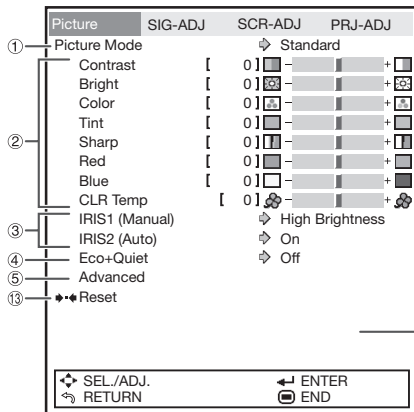 Picture SIG-ADJ SCR-ADJ PRJ-ADJ
① Picture Mode Standard
② Contrast [ 0 ] - +
Bright [ 0 ] - +
Color [ 0 ] - +
Tint [ 0 ] - +
Sharp [ 0 ] - +
Red [ 0 ] - +
Blue [ 0 ] - +
CLR Temp [ 0 ] - +
③ IRIS1 (Manual) High Brightness
IRIS2 (Auto) On
④ Eco+Quiet Off
⑤ Advanced
⑬ Reset
SEL./ADJ. ENTER
RETURN END